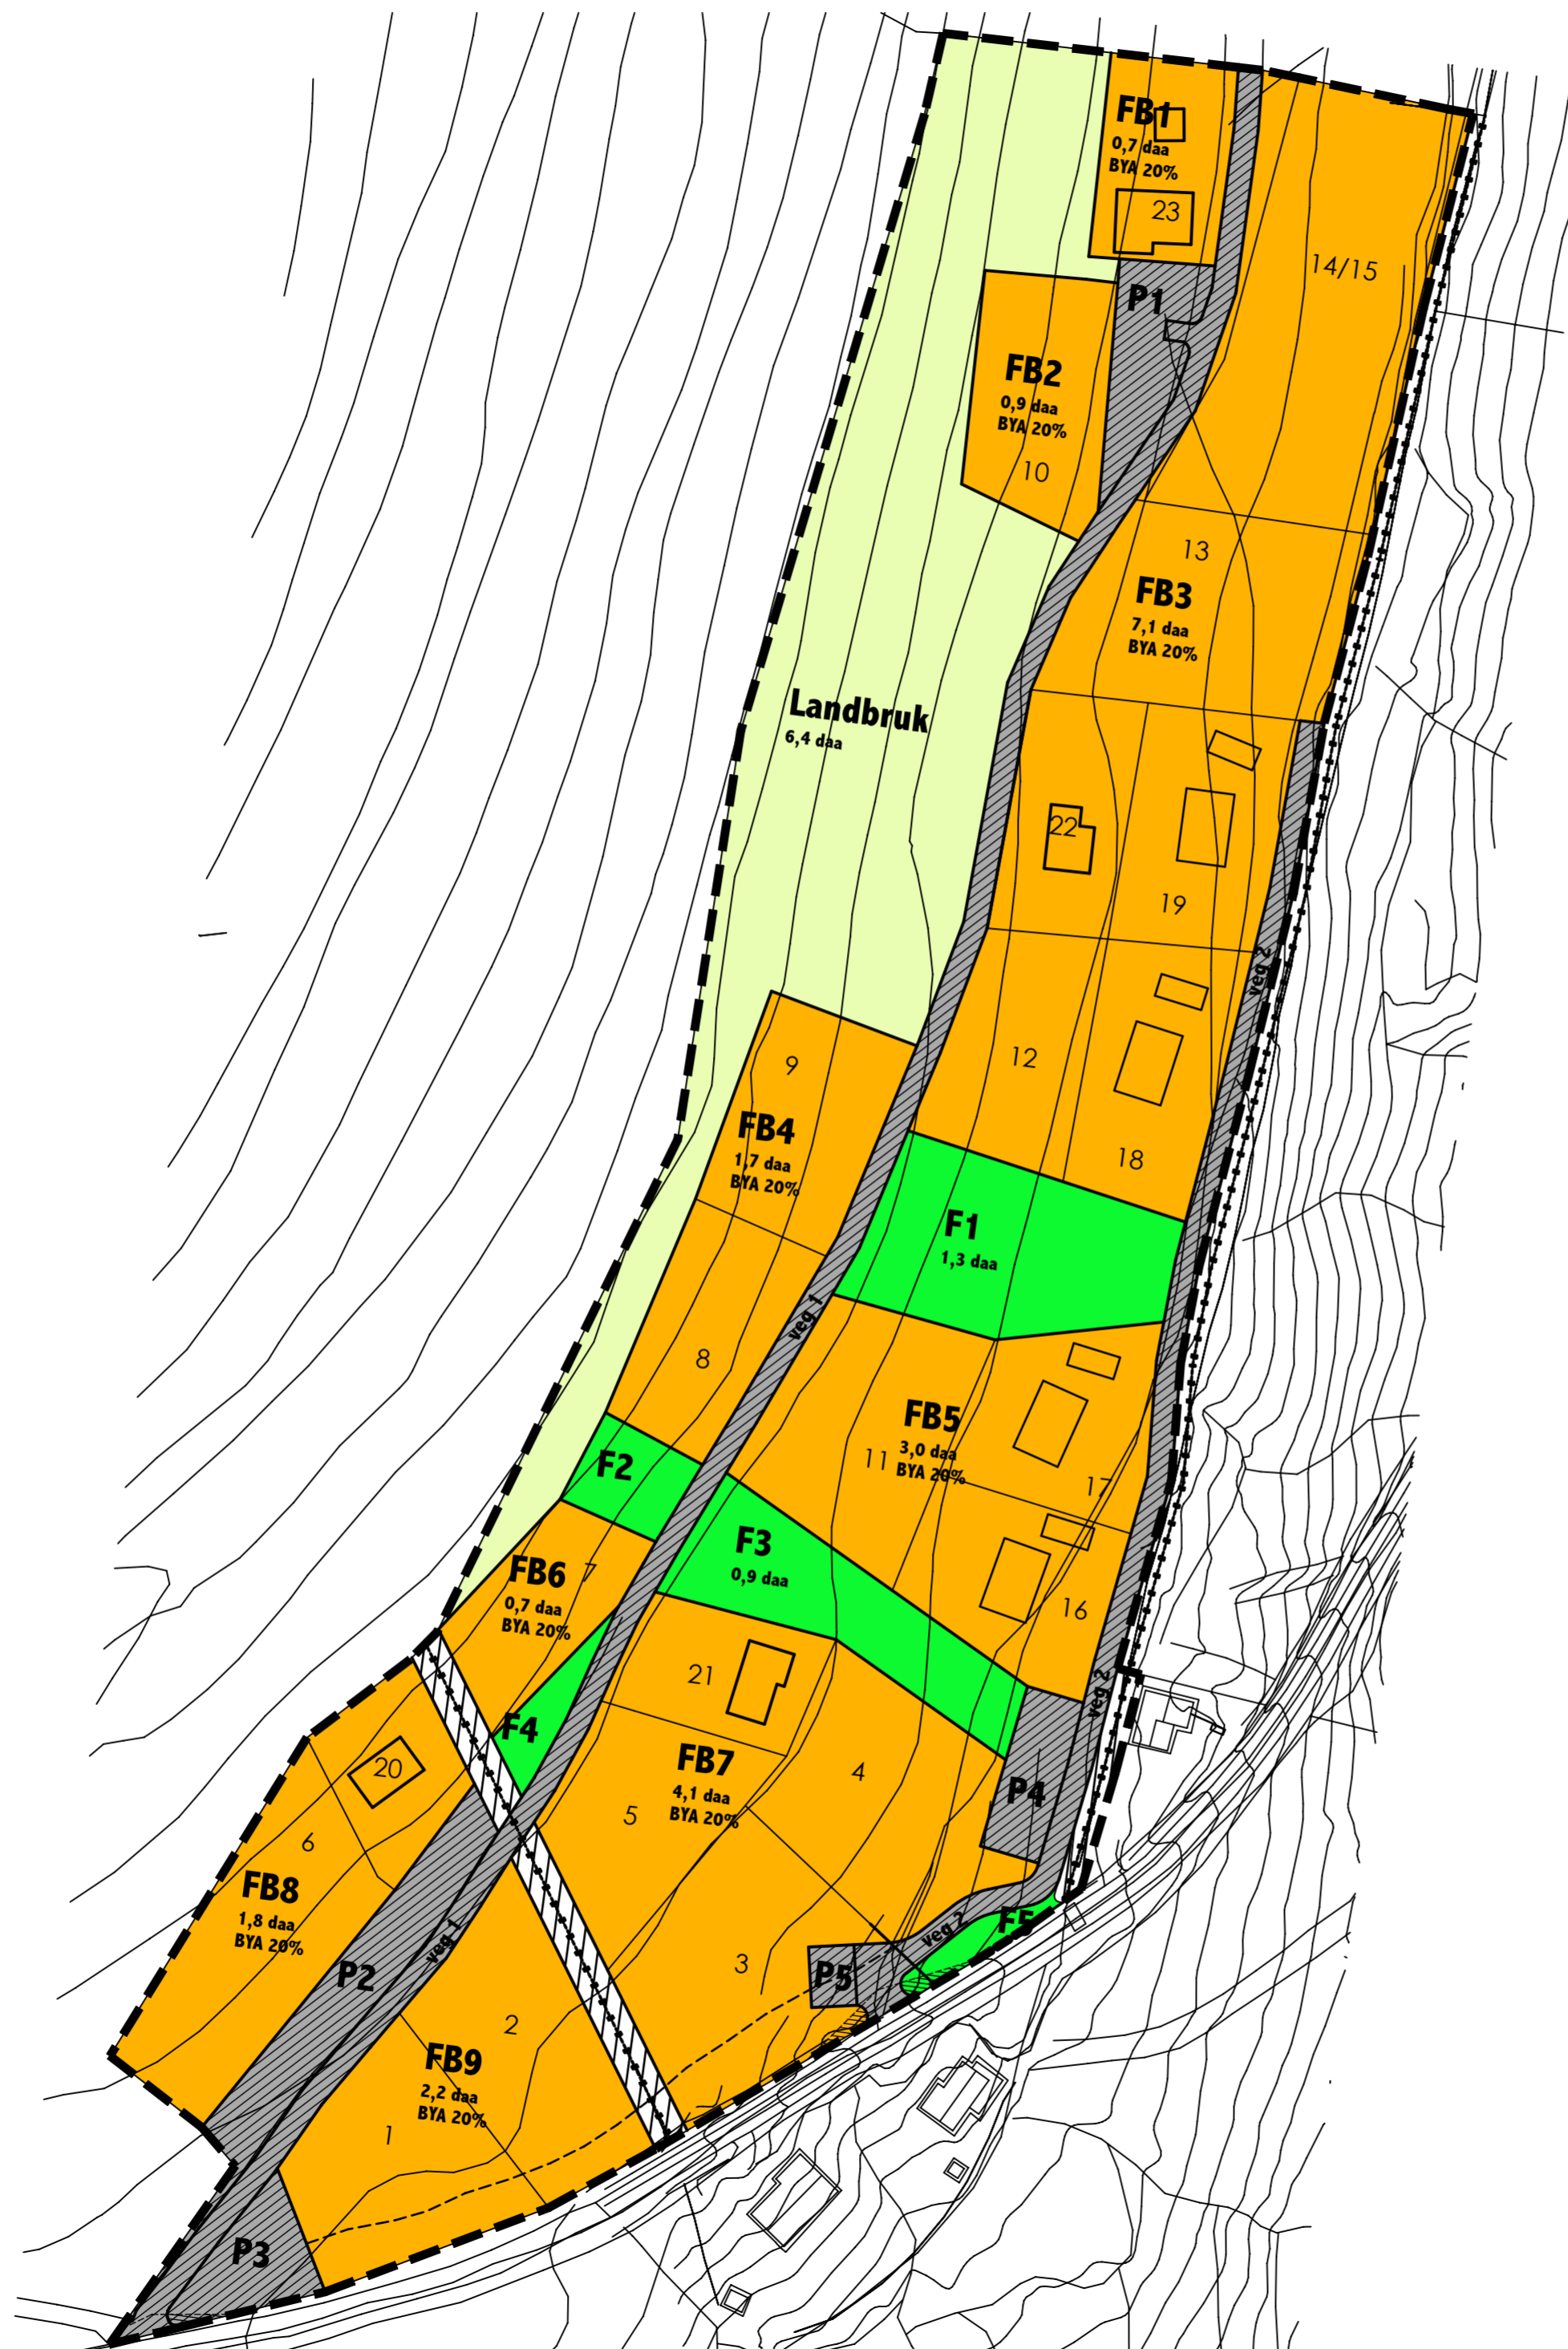 FB1
0,7 daa
BYA 20%
23
14/15
P1
FB2
0,9 daa
BYA 20%
10
13
FB3
7,1 daa
BYA 20%
Landbruk
6,4 daa
22
19
veg 2
9
12
FB4
1,7 daa
BYA 20%
18
F1
1,3 daa
veg 1
8
FB5
3,0 daa
BYA 20%
11
17
F2
F3
0,9 daa
FB6
7
0,7 daa
BYA 20%
16
21
veg 2
F4
FB7
4,1 daa
BYA 20%
4
20
P4
5
6
FB8
1,8 daa
BYA 20%
veg 1
F5
veg 2
3
P5
P2
2
FB9
2,2 daa
BYA 20%
1
P3